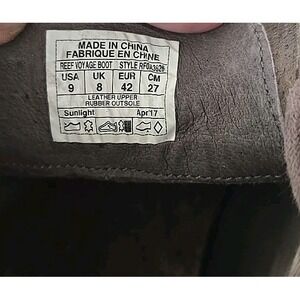 MADE IN CHINA
FABRIQUE EN CHINE
REEF VOYAGE BOOT STYLE
USA UK EUR CM
9 8 42 27
LEATHER UPPER
RUBBER OUTSOLE
Sunlight Apr'17